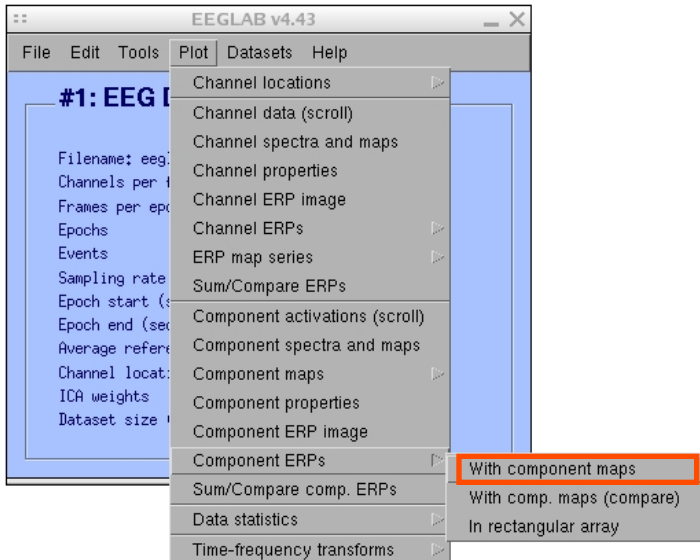 EEGLAB v4.43
File Edit Tools Plot Datasets Help
#1: EEG D
Filename: eegl
Channels per f
Frames per epo
Epochs
Events
Sampling rate
Epoch start (s
Epoch end (sec
Average refere
Channel locat
ICA weights
Dataset size
Channel locations
Channel data (scroll)
Channel spectra and maps
Channel properties
Channel ERP image
Channel ERPs
ERP map series
Sum/Compare ERPs
Component activations (scroll)
Component spectra and maps
Component maps
Component properties
Component ERP image
Component ERPs
Sum/Compare comp. ERPs
Data statistics
Time-frequency transforms
With component maps
With comp. maps (compare)
In rectangular array